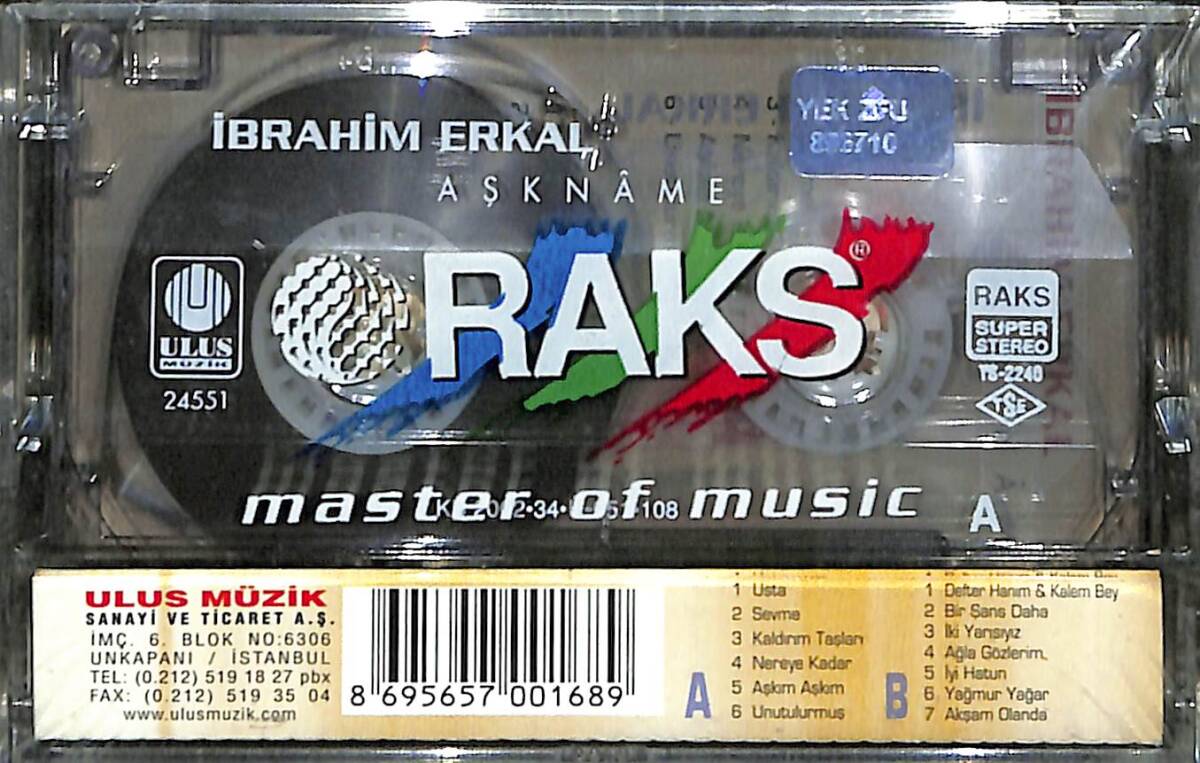 İBRAHİM ERKAL
AŞKNÂME
RAKS®
ULUS
MÜZİK
24551
RAKS
SUPER
STEREO
TS-2240
TSE
master of music
A
ULUS MÜZİK
SANAYİ VE TİCARET A.Ş.
İMÇ. 6. BLOK NO:6306
UNKAPANI / İSTANBUL
TEL: (0.212) 519 18 27 pbx
FAX: (0.212) 519 35 04
www.ulusmuzik.com
8 695657 001689
A
1 Usta
2 Sevme
3 Kaldırım Taşları
4 Nereye Kadar
5 Aşkım Aşkım
6 Unutulurmuş
B
1 Defter Hanım & Kalem Bey
2 Bir Şans Daha
3 İki Yarısıyız
4 Ağla Gözlerim
5 İyi Hatun
6 Yağmur Yağar
7 Akşam Olanda